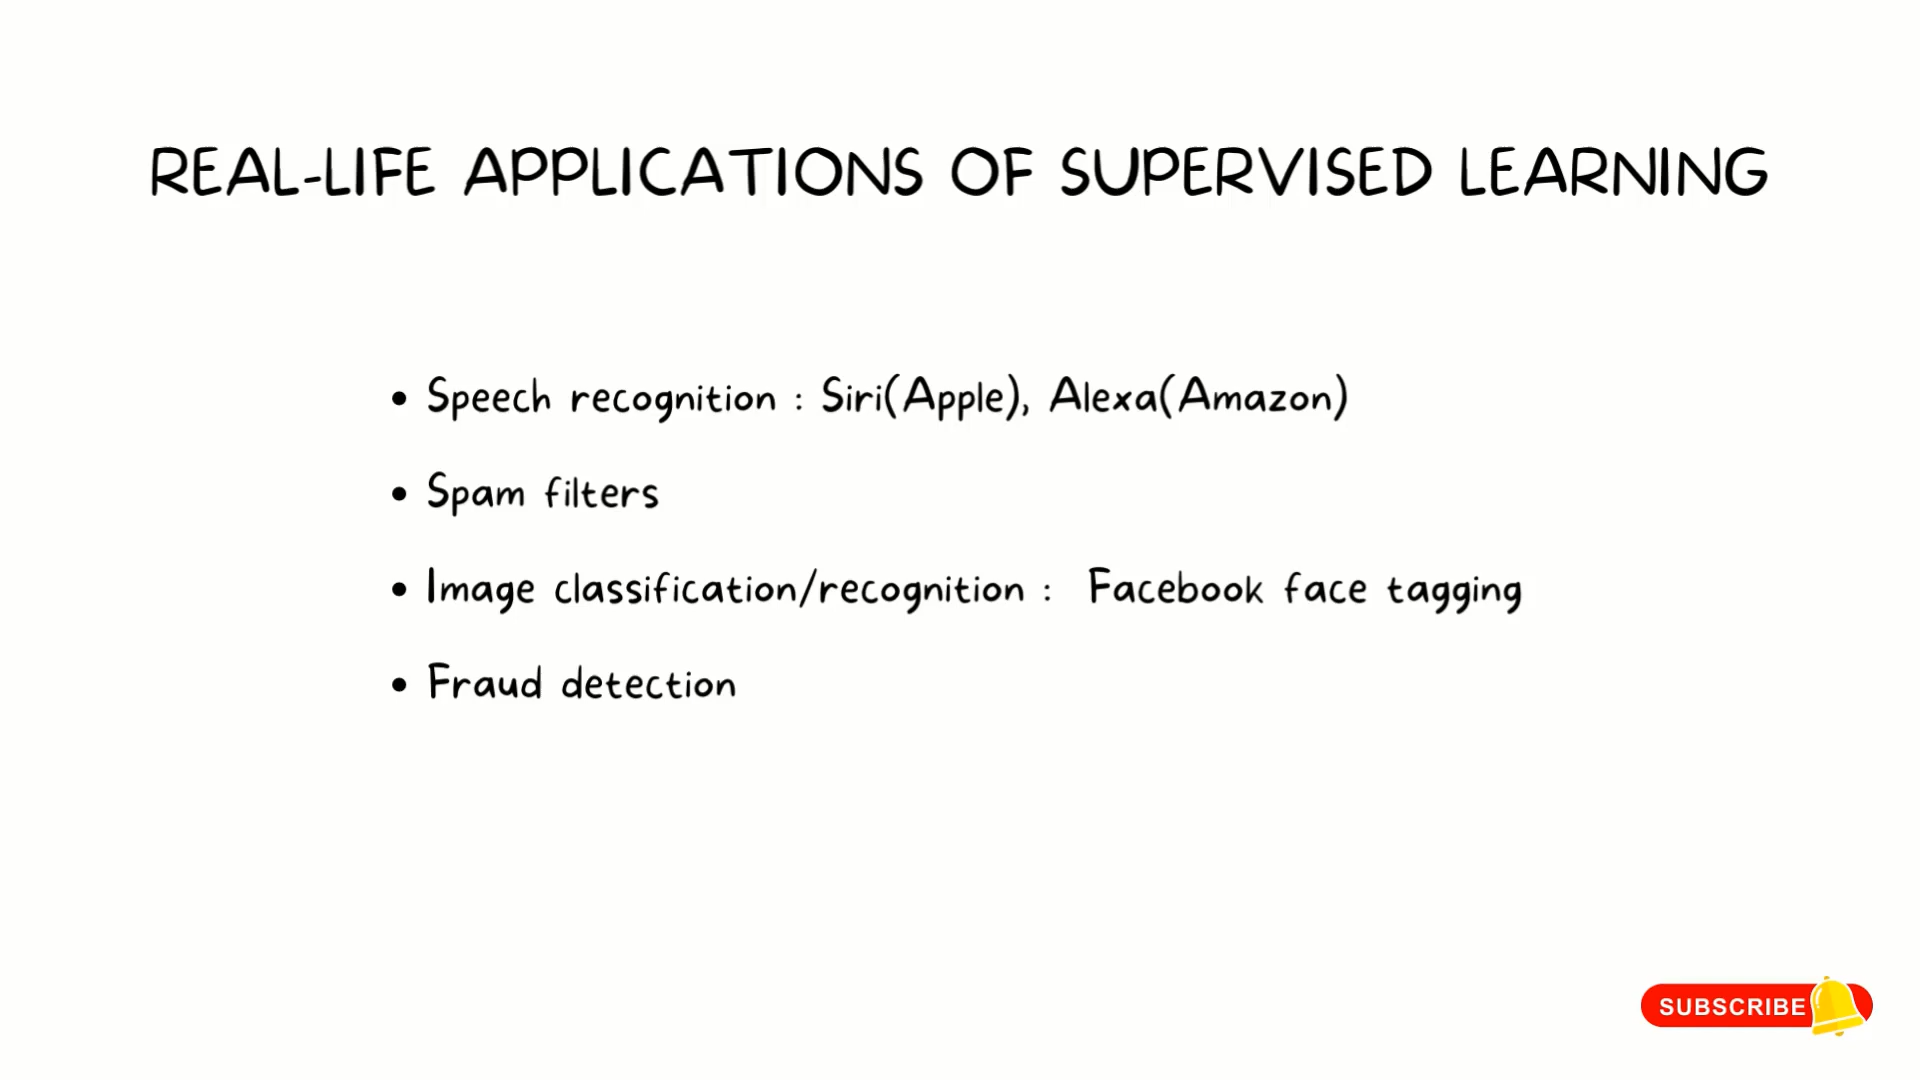 REAL-LIFE APPLICATIONS OF SUPERVISED LEARNING
• Speech recognition : Siri(Apple), Alexa(Amazon)
• Spam filters
• Image classification/recognition :  Facebook face tagging
• Fraud detection
SUBSCRIBE